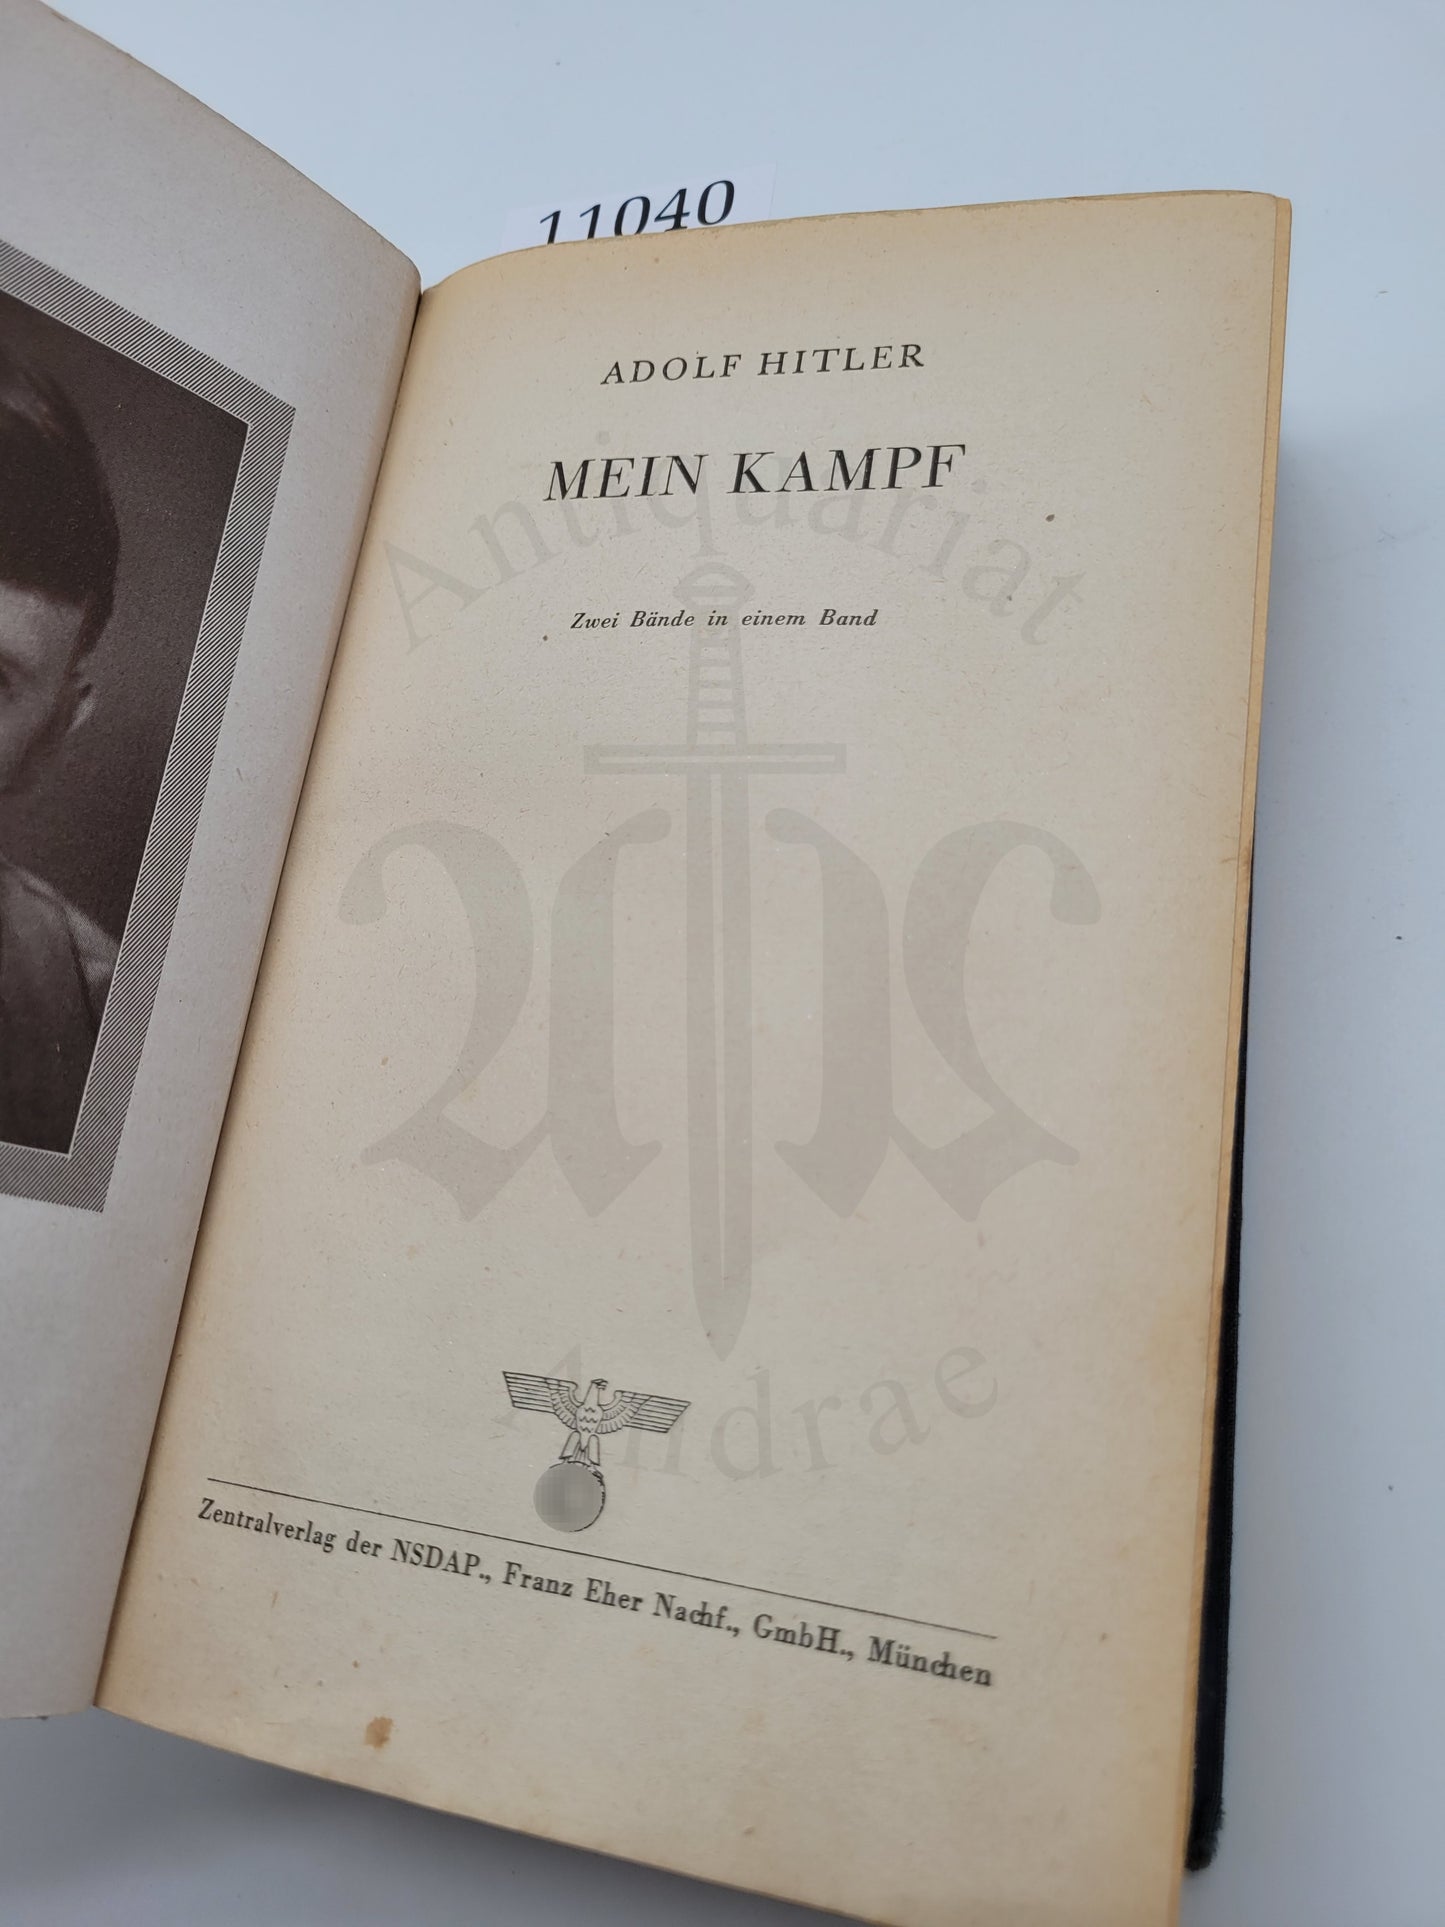 11040
ADOLF HITLER
MEIN KAMPF
Antiquariat
Zwei Bände in einem Band
Andrae
Zentralverlag der NSDAP., Franz Eher Nachf., GmbH., München